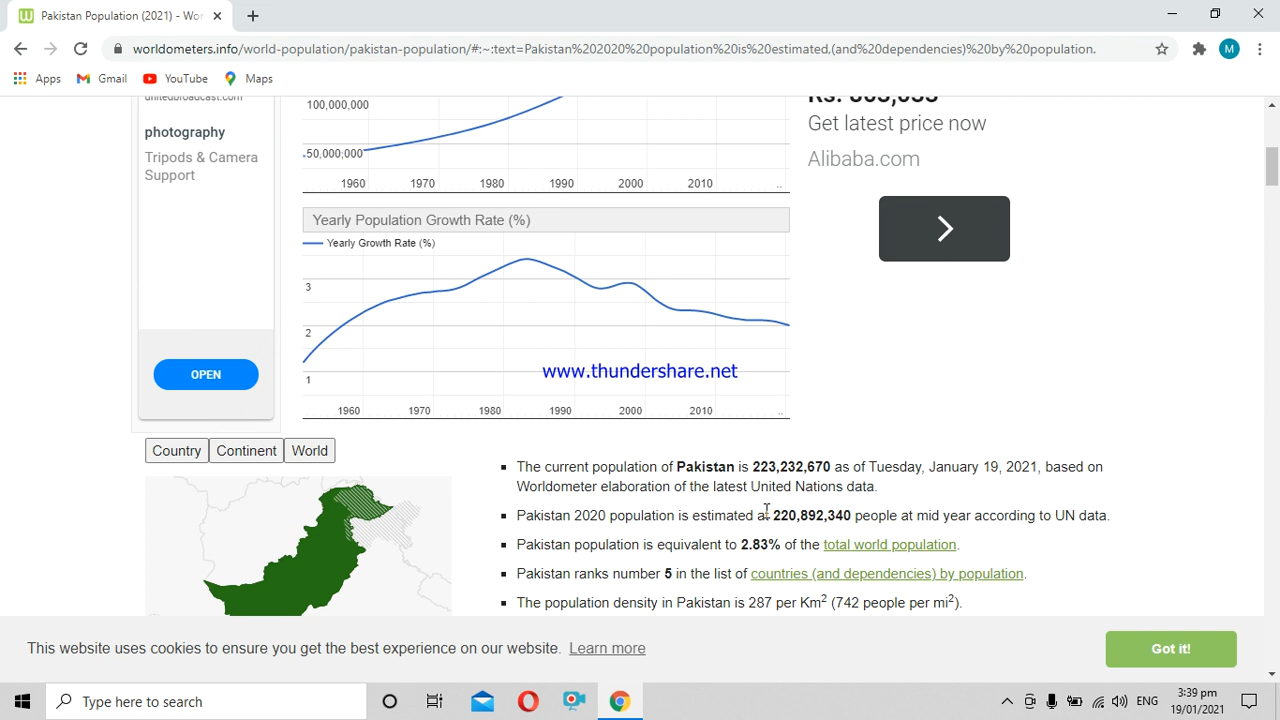 Pakistan Population (2021) - Wor
worldometers.info/world-population/pakistan-population/#:~:text=Pakistan%202020%20population%20is%20estimated,(and%20dependencies)%20by%20population.
M
Apps
Gmail
YouTube
Maps
unitedbroadcast.com
photography
Tripods & Camera
Support
OPEN
100,000,000
50,000,000
1960 1970 1980 1990 2000 2010 ..
Yearly Population Growth Rate (%)
Yearly Growth Rate (%)
3
2
1
1960 1970 1980 1990 2000 2010 ..
www.thundershare.net
Get latest price now
Alibaba.com
Country Continent World
The current population of Pakistan is 223,232,670 as of Tuesday, January 19, 2021, based on
Worldometer elaboration of the latest United Nations data.
Pakistan 2020 population is estimated at 220,892,340 people at mid year according to UN data.
Pakistan population is equivalent to 2.83% of the total world population.
Pakistan ranks number 5 in the list of countries (and dependencies) by population.
The population density in Pakistan is 287 per Km2 (742 people per mi2).
This website uses cookies to ensure you get the best experience on our website. Learn more
Got it!
Type here to search
ENG
3:39 pm
19/01/2021